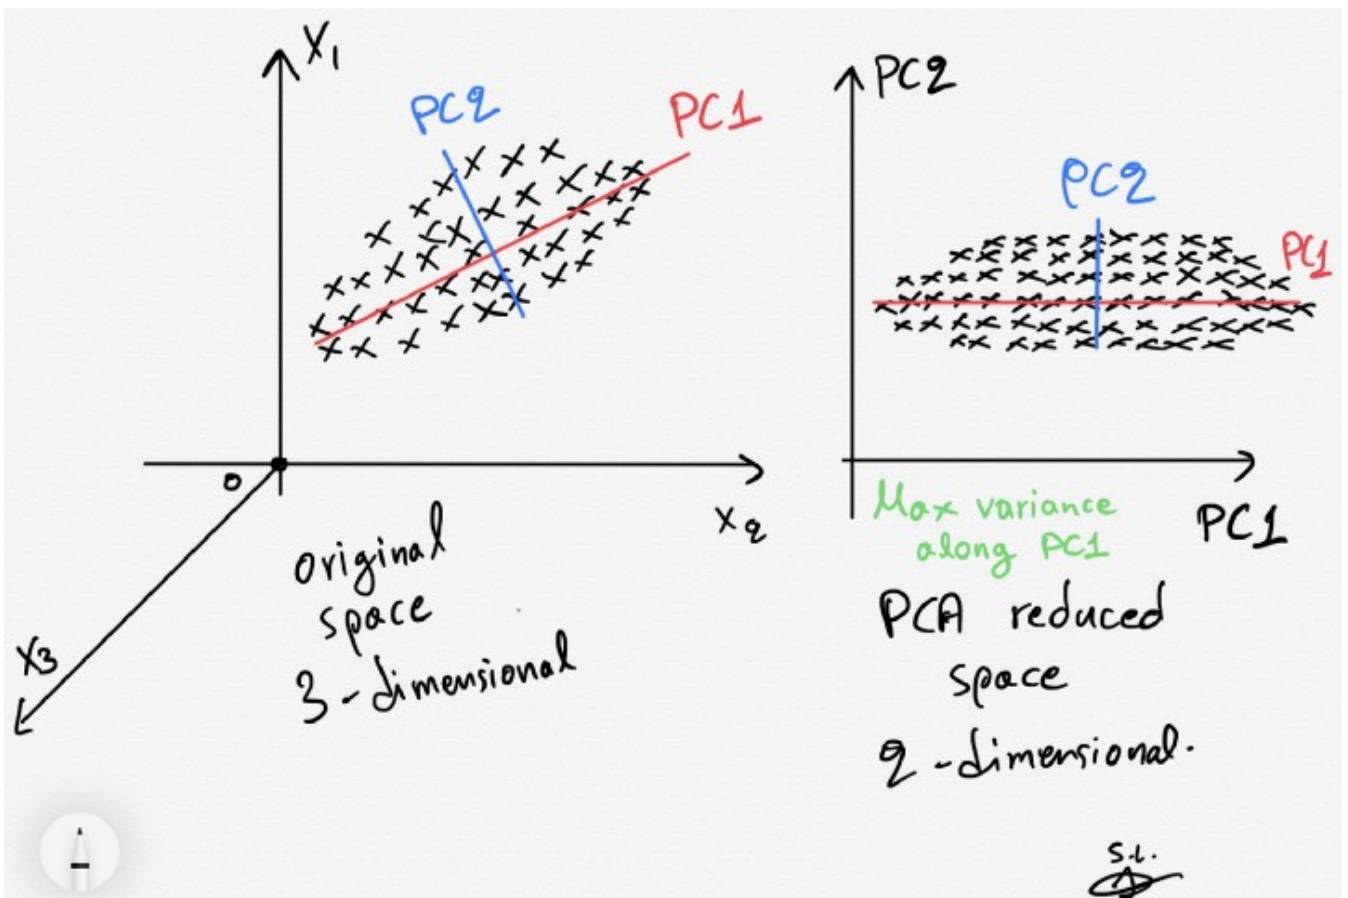 X1
PC2
PC1
0
X2
X3
original
space
3-dimensional
PC2
PC2
PC1
PC1
Max variance
along PC1
PCA reduced
space
2-dimensional.
S.L.